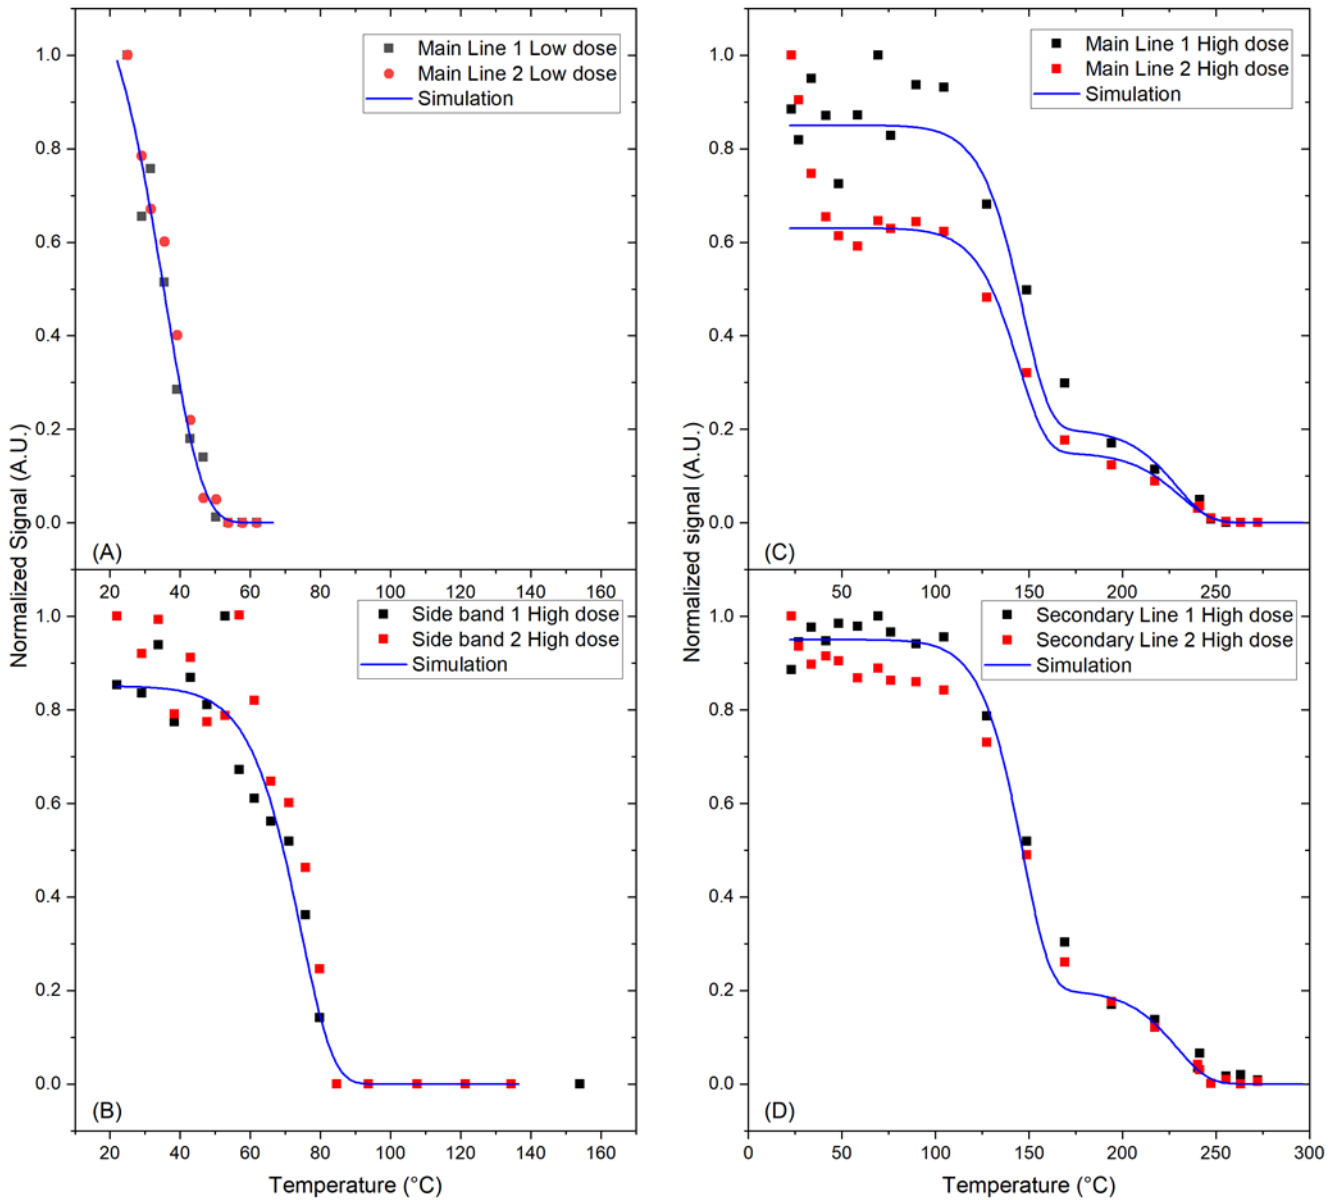 1.0
0.8
0.6
0.4
0.2
0.0
Main Line 1 Low dose
Main Line 2 Low dose
Simulation
(A)
20 40 60 80 100 120 140 160
1.0
0.8
0.6
0.4
0.2
0.0
Side band 1 High dose
Side band 2 High dose
Simulation
(B)
20 40 60 80 100 120 140 160
Temperature (°C)
Normalized Signal (A.U.)
1.0
0.8
0.6
0.4
0.2
0.0
Main Line 1 High dose
Main Line 2 High dose
Simulation
(C)
50 100 150 200 250
1.0
0.8
0.6
0.4
0.2
0.0
Secondary Line 1 High dose
Secondary Line 2 High dose
Simulation
(D)
0 50 100 150 200 250 300
Temperature (°C)
Normalized signal (A.U.)